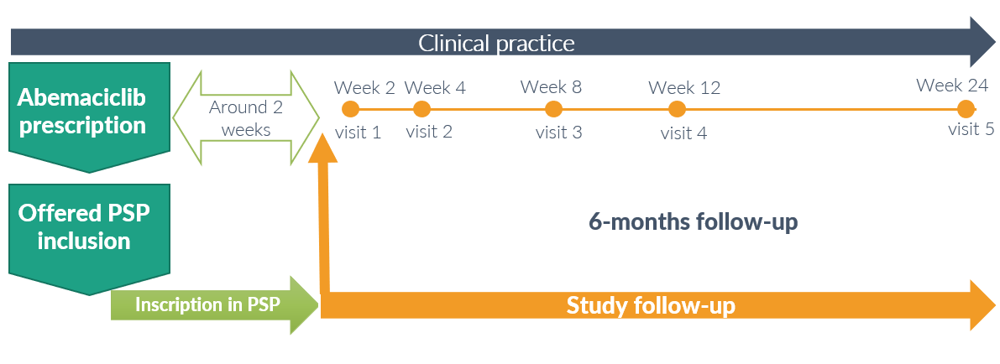 Clinical practice
Abemaciclib
prescription
Around 2
weeks
Week 2
Week 4
Week 8
Week 12
Week 24
visit 1
visit 2
visit 3
visit 4
visit 5
Offered PSP
inclusion
6-months follow-up
Inscription in PSP
Study follow-up